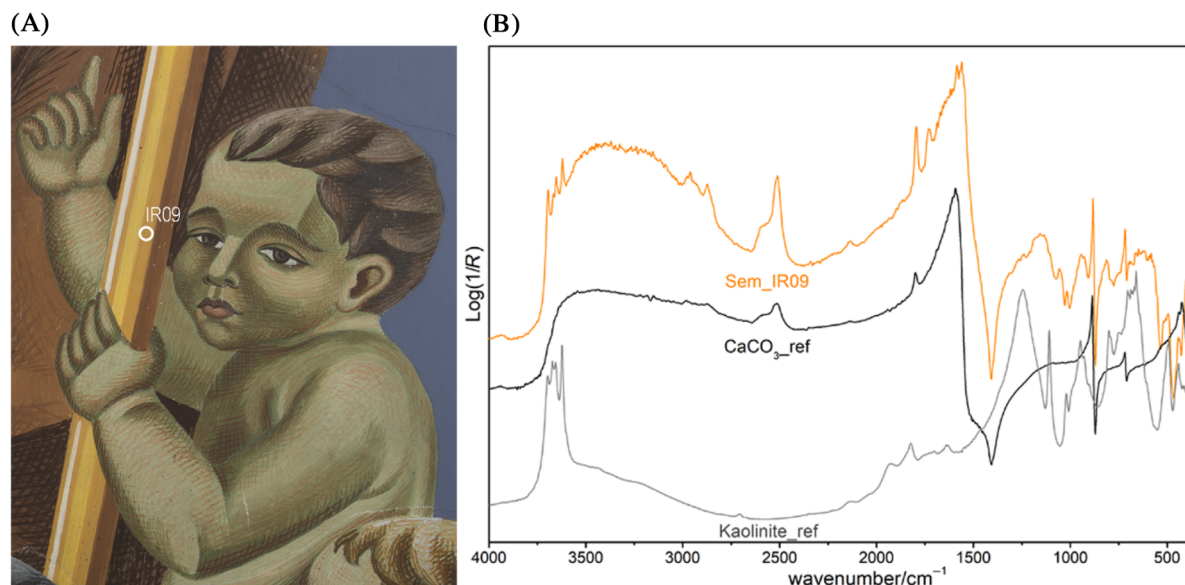 (A)
(B)
IR09
Log(1/R)
Sem_IR09
CaCO₃_ref
Kaolinite_ref
4000 3500 3000 2500 2000 1500 1000 500
wavenumber/cm⁻¹